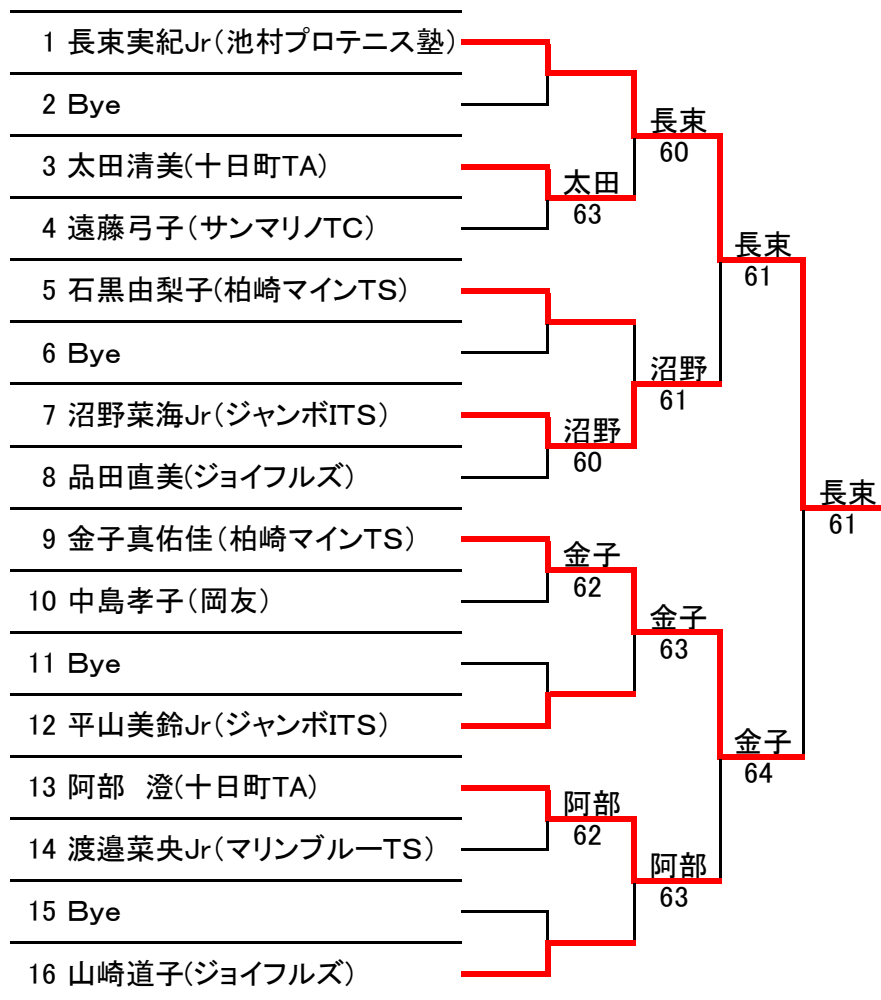 1 長束実紀Jr(池村プロテニス塾)
2 Bye
3 太田清美(十日町TA)
4 遠藤弓子(サンマリノTC)
5 石黒由梨子(柏崎マインTS)
6 Bye
7 沼野菜海Jr(ジャンボITS)
8 品田直美(ジョイフルズ)
9 金子真佑佳(柏崎マインTS)
10 中島孝子(岡友)
11 Bye
12 平山美鈴Jr(ジャンボITS)
13 阿部　澄(十日町TA)
14 渡邉菜央Jr(マリンブルーTS)
15 Bye
16 山崎道子(ジョイフルズ)
太田
63
沼野
60
金子
62
阿部
62
長束
60
沼野
61
金子
63
阿部
63
長束
61
金子
64
長束
61